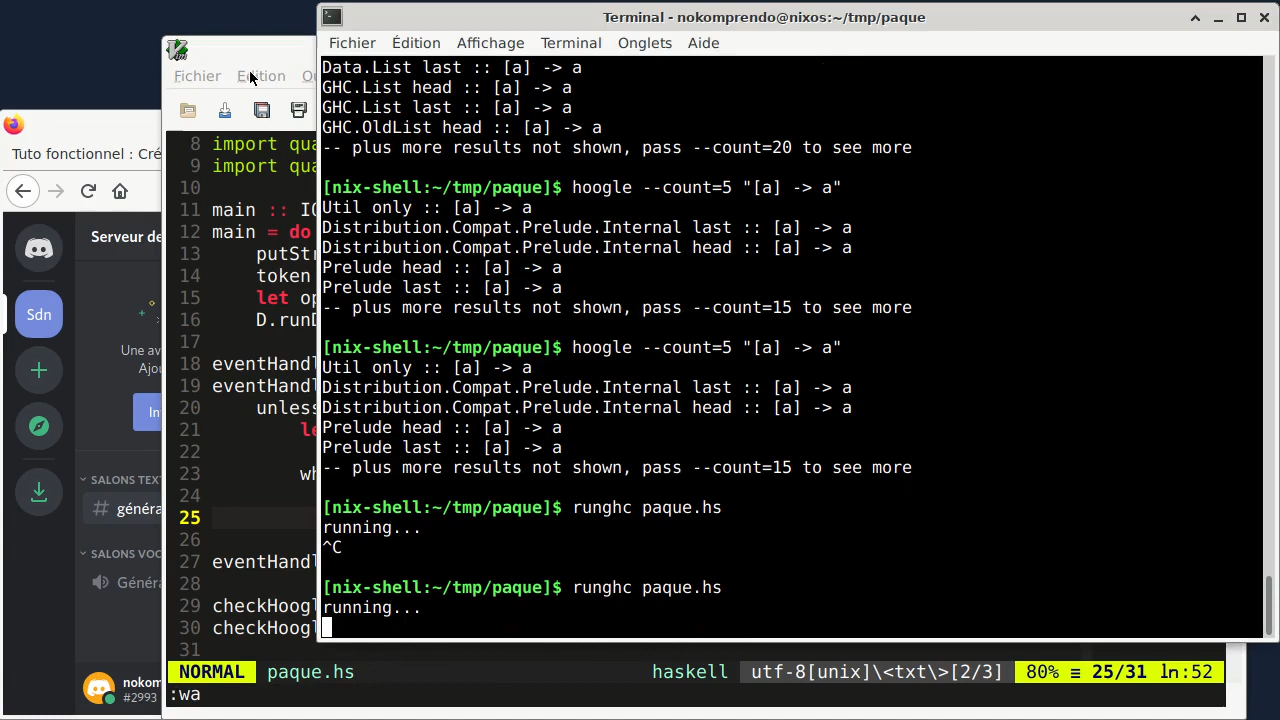 Terminal - nokomprendo@nixos:~/tmp/paque
Fichier Édition Affichage Terminal Onglets Aide
Data.List last :: [a] -> a
GHC.List head :: [a] -> a
GHC.List last :: [a] -> a
GHC.OldList head :: [a] -> a
-- plus more results not shown, pass --count=20 to see more
[nix-shell:~/tmp/paque]$ hoogle --count=5 "[a] -> a"
Util only :: [a] -> a
Distribution.Compat.Prelude.Internal last :: [a] -> a
Distribution.Compat.Prelude.Internal head :: [a] -> a
Prelude head :: [a] -> a
Prelude last :: [a] -> a
-- plus more results not shown, pass --count=15 to see more
[nix-shell:~/tmp/paque]$ hoogle --count=5 "[a] -> a"
Util only :: [a] -> a
Distribution.Compat.Prelude.Internal last :: [a] -> a
Distribution.Compat.Prelude.Internal head :: [a] -> a
Prelude head :: [a] -> a
Prelude last :: [a] -> a
-- plus more results not shown, pass --count=15 to see more
[nix-shell:~/tmp/paque]$ runghc paque.hs
running...
^C
[nix-shell:~/tmp/paque]$ runghc paque.hs
running...
Fichier Edition Ou
8 import qua
9 import qua
10
11 main :: IO
12 main = do
13 putStr
14 token
15 let op
16 D.runD
17
18 eventHandl
19 eventHandl
20 unless
21 le
22
23 wh
24
25
26
27 eventHandl
28
29 checkHoogl
30 checkHoogl
31
NORMAL paque.hs haskell utf-8[unix]\<txt\>[2/3] 80% ≡ 25/31 ln:52
:wa
Tuto fonctionnel : Cré
Serveur de
Sdn
Une av
Ajou
In
SALONS TEXT
# généra
SALONS VOC
Généra
nokom
#2993